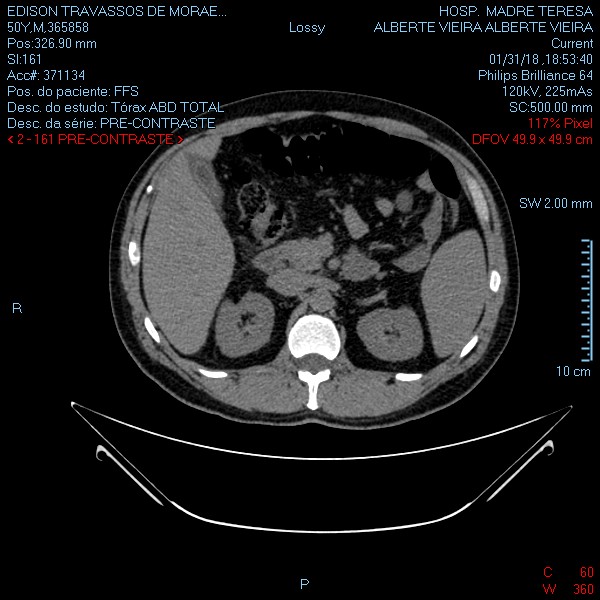 EDISON TRAVASSOS DE MORAE...
50Y,M,365858
Pos:326.90 mm
SI:161
Acc#: 371134
Pos. do paciente: FFS
Desc. do estudo: Tórax ABD TOTAL
Desc. da série: PRE-CONTRASTE
< 2 - 161 PRE-CONTRASTE >
Lossy
HOSP. MADRE TERESA
ALBERTE VIEIRA ALBERTE VIEIRA
Current
01/31/18 ,18:53:40
Philips Brilliance 64
120kV, 225mAs
SC:500.00 mm
117% Pixel
DFOV 49.9 x 49.9 cm
SW 2.00 mm
R
10 cm
P
C 60
W 360